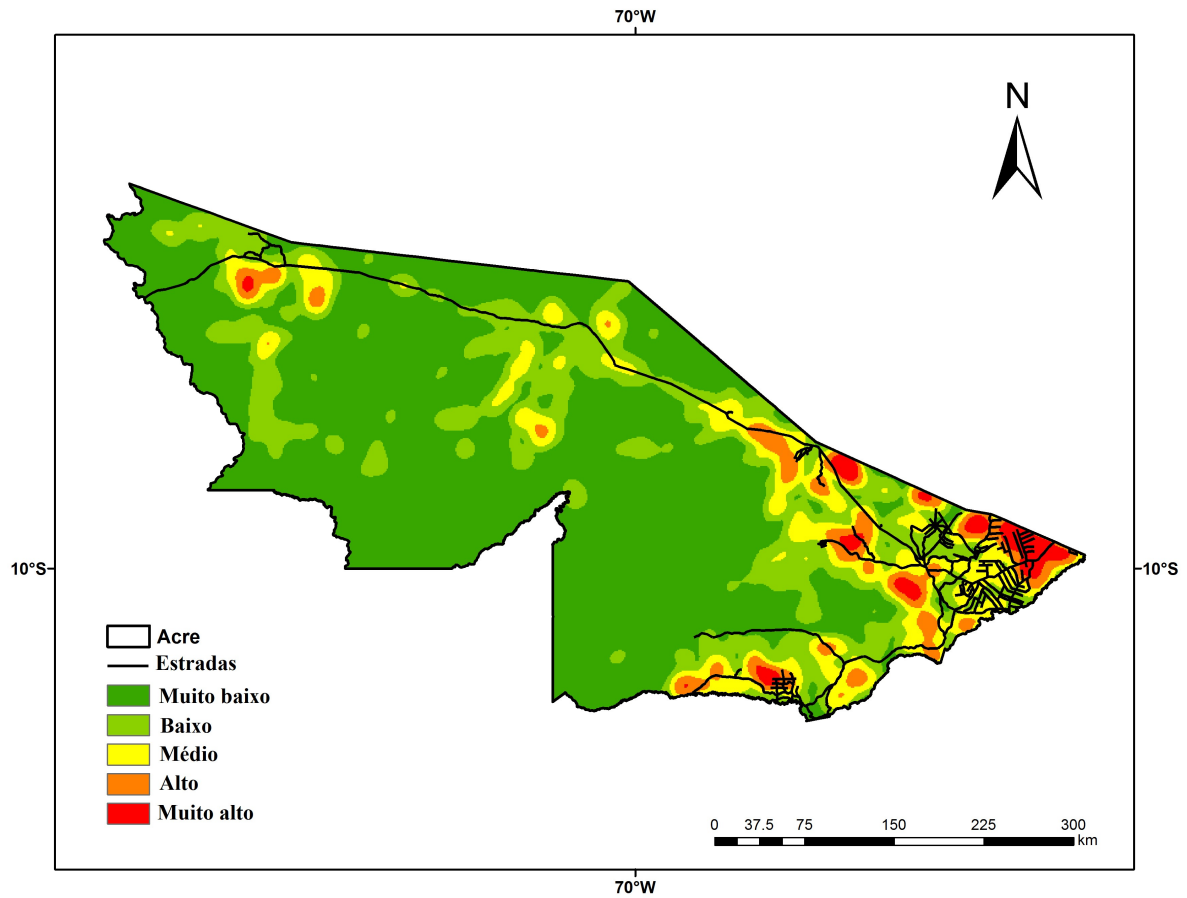 70°W
N
10°S
10°S
Acre
Estradas
Muito baixo
Baixo
Médio
Alto
Muito alto
0 37.5 75 150 225 300
km
70°W